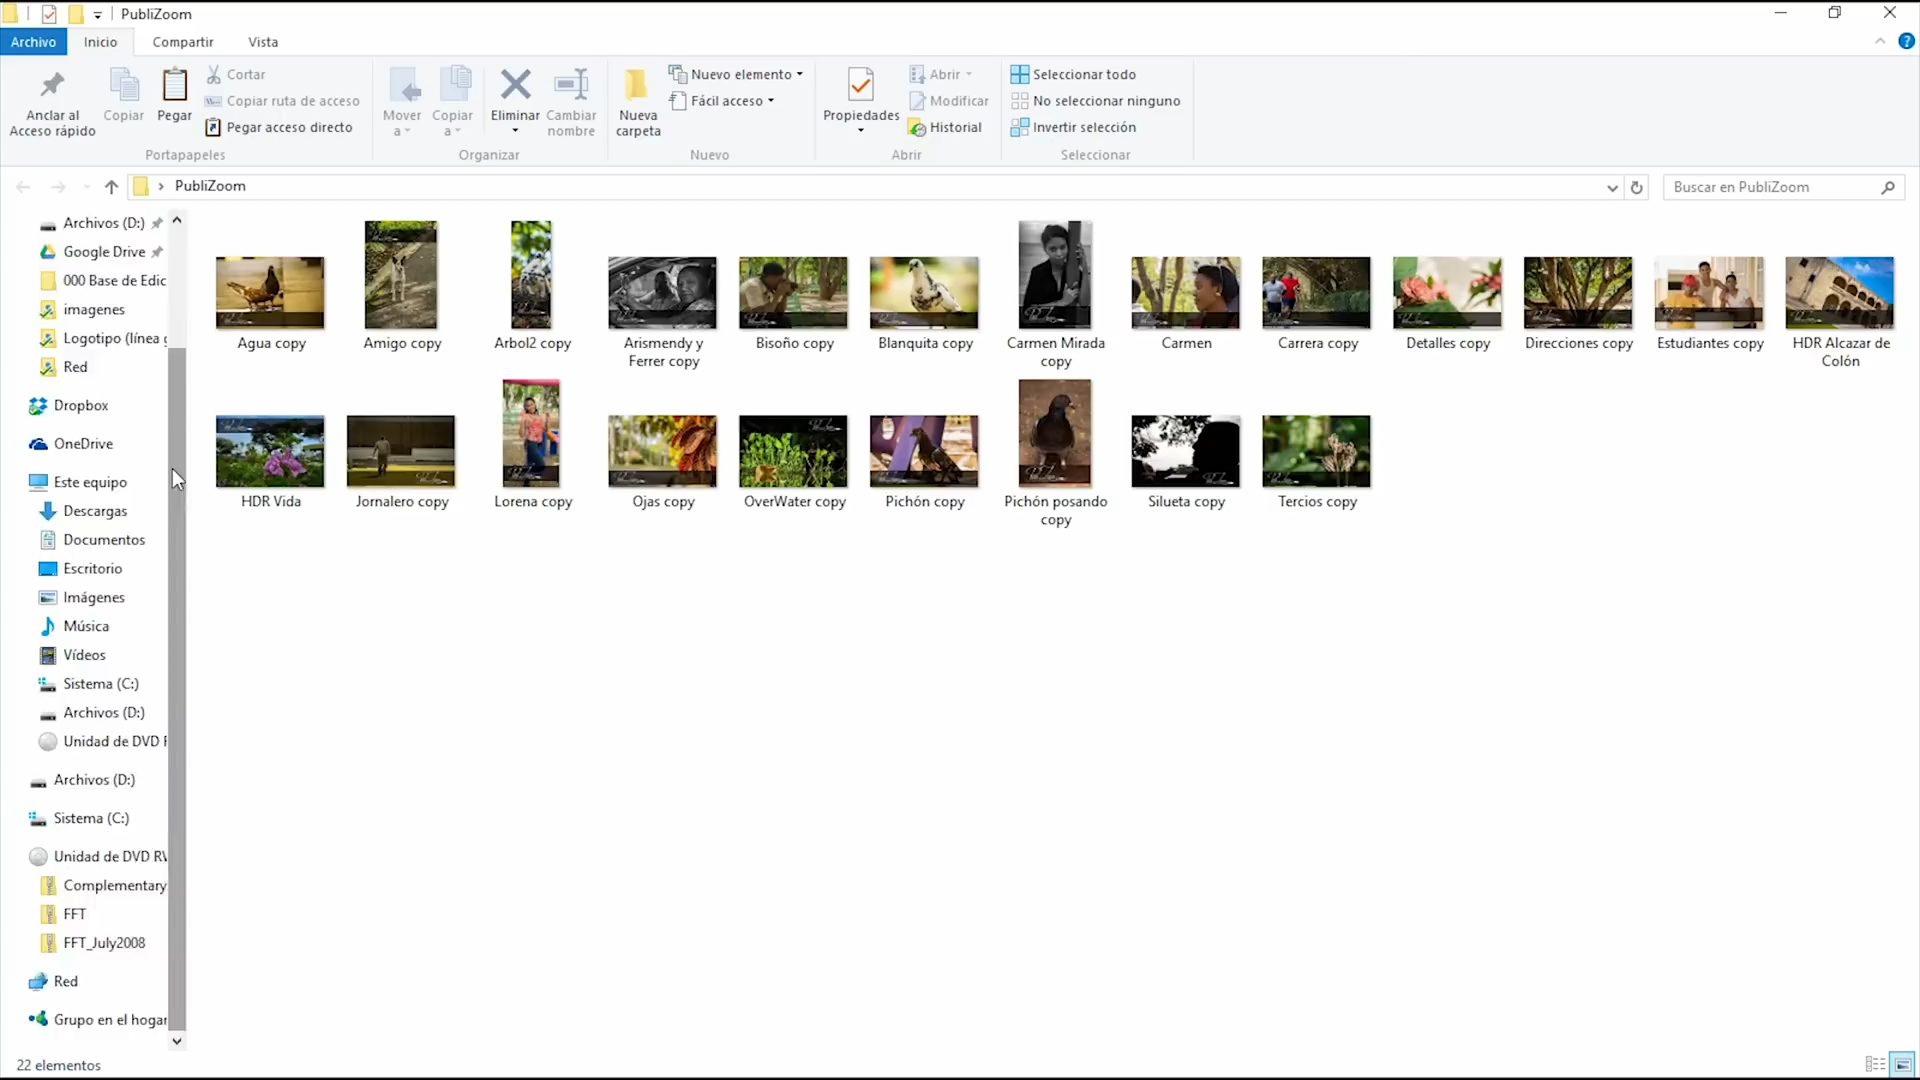 PubliZoom
Archivo
Inicio
Compartir
Vista
Anclar al
Acceso rápido
Copiar
Pegar
Cortar
Copiar ruta de acceso
Pegar acceso directo
Portapapeles
Mover
a
Copiar
a
Eliminar
Cambiar
nombre
Organizar
Nueva
carpeta
Nuevo elemento
Fácil acceso
Nuevo
Propiedades
Abrir
Modificar
Historial
Abrir
Seleccionar todo
No seleccionar ninguno
Invertir selección
Seleccionar
PubliZoom
Buscar en PubliZoom
Archivos (D:)
Google Drive
000 Base de Edic
imagenes
Logotipo (línea g
Red
Dropbox
OneDrive
Este equipo
Descargas
Documentos
Escritorio
Imágenes
Música
Vídeos
Sistema (C:)
Archivos (D:)
Unidad de DVD R
Archivos (D:)
Sistema (C:)
Unidad de DVD RW
Complementary
FFT
FFT_July2008
Red
Grupo en el hogar
Agua copy
Amigo copy
Arbol2 copy
Arismendy y
Ferrer copy
Bisoño copy
Blanquita copy
Carmen Mirada
copy
Carmen
Carrera copy
Detalles copy
Direcciones copy
Estudiantes copy
HDR Alcazar de
Colón
HDR Vida
Jornalero copy
Lorena copy
Ojas copy
OverWater copy
Pichón copy
Pichón posando
copy
Silueta copy
Tercios copy
22 elementos